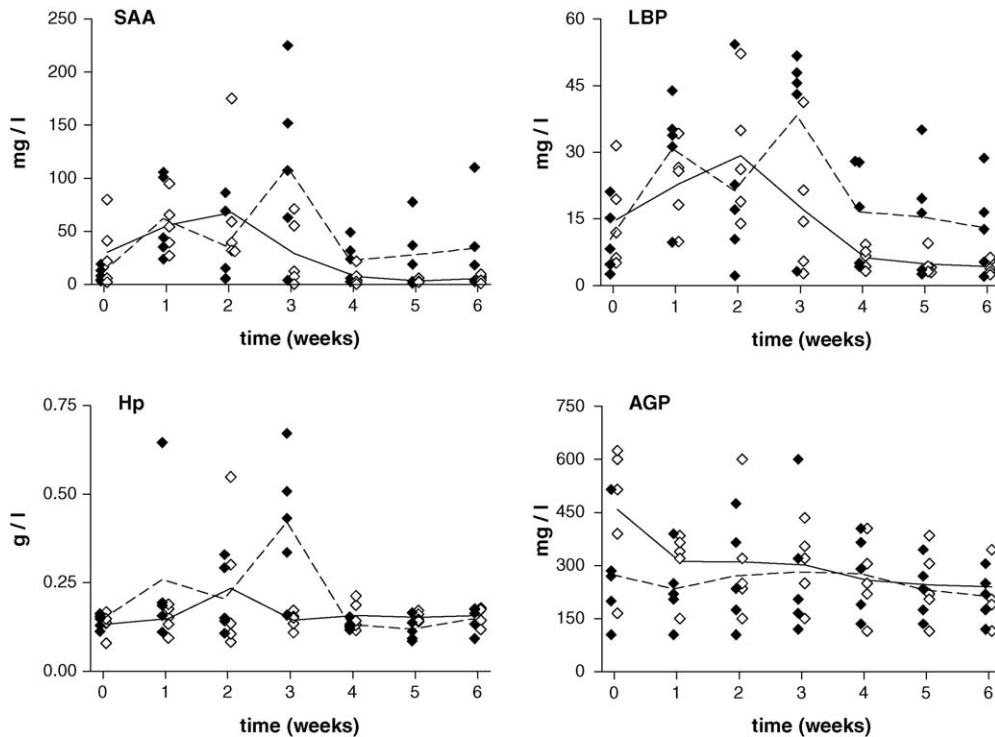 SAA
250
200
150
100
50
0
mg / l
0 1 2 3 4 5 6
time (weeks)
LBP
60
45
30
15
0
mg / l
0 1 2 3 4 5 6
time (weeks)
Hp
0.75
0.50
0.25
0.00
g / l
0 1 2 3 4 5 6
time (weeks)
AGP
750
600
450
300
150
0
mg / l
0 1 2 3 4 5 6
time (weeks)